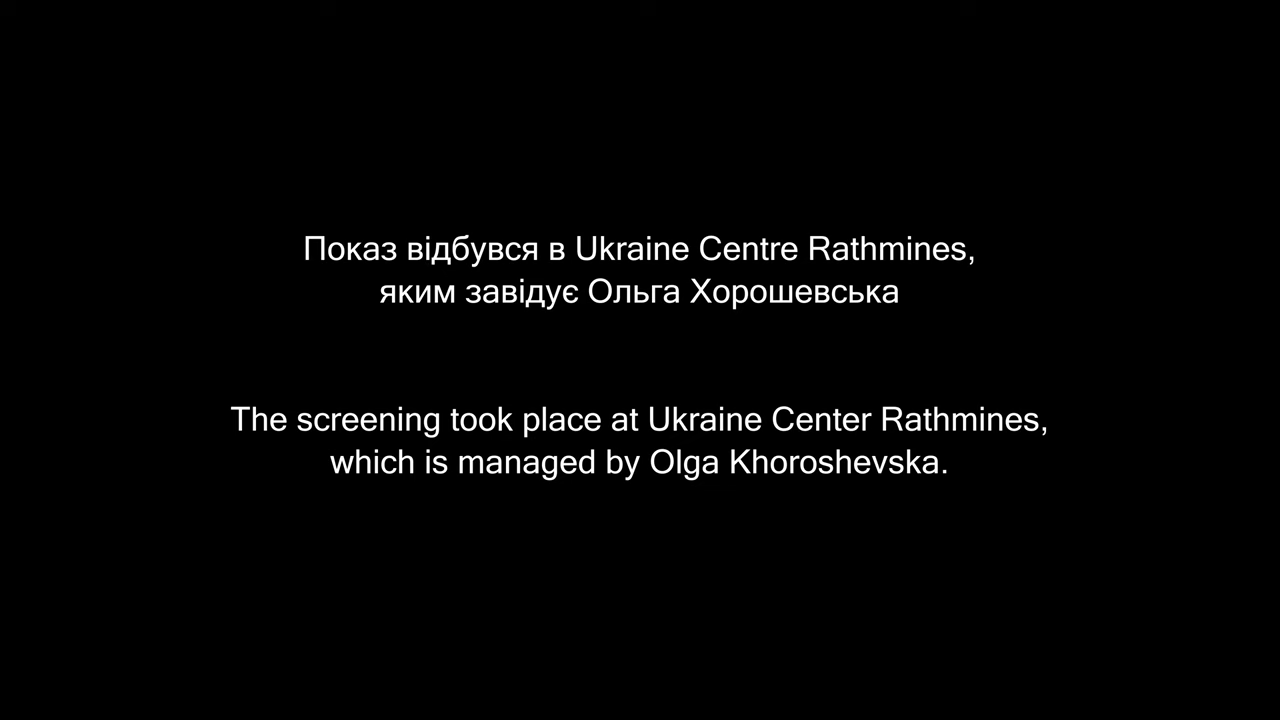 Показ відбувся в Ukraine Centre Rathmines,
яким завідує Ольга Хорошевська
The screening took place at Ukraine Center Rathmines,
which is managed by Olga Khoroshevska.